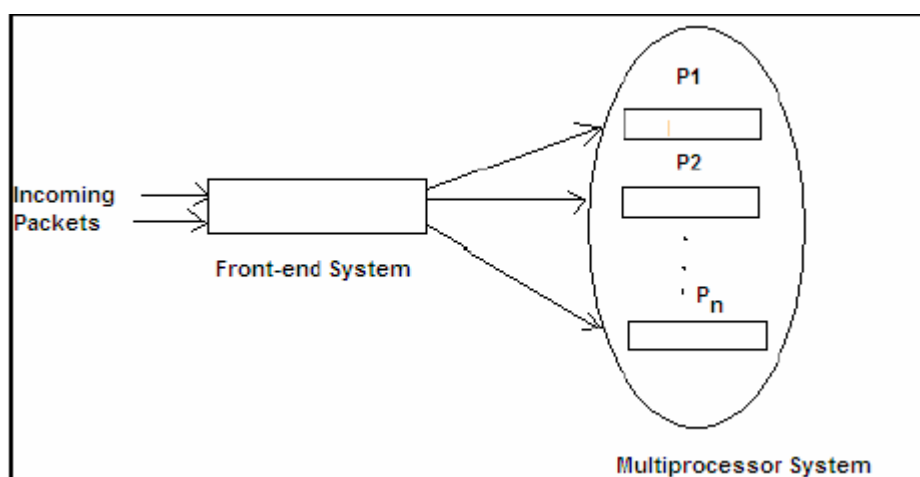 P1
P2
Incoming
Packets
Front-end System
Pn
Multiprocessor System